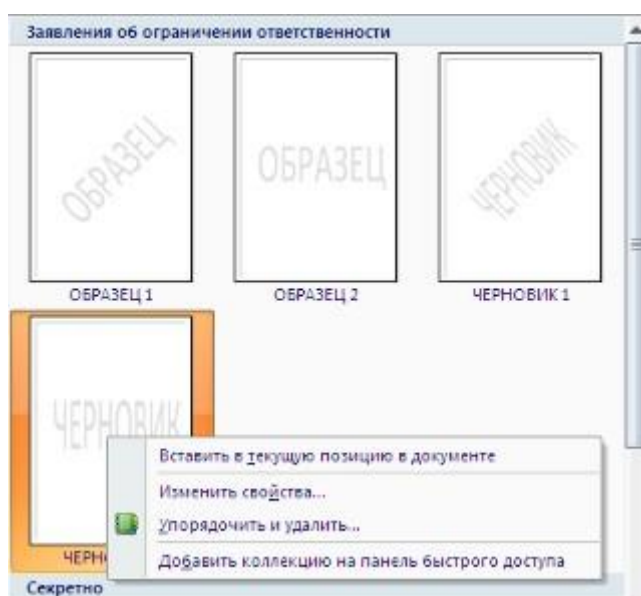 Заявления об ограничении ответственности
ОБРАЗЕЦ
ОБРАЗЕЦ
ЧЕРНОВИК
ОБРАЗЕЦ 1
ОБРАЗЕЦ 2
ЧЕРНОВИК 1
ЧЕРНОВИК
Вставить в текущую позицию в документе
Изменить свойства...
Упорядочить и удалить...
Добавить коллекцию на панель быстрого доступа
Секретно